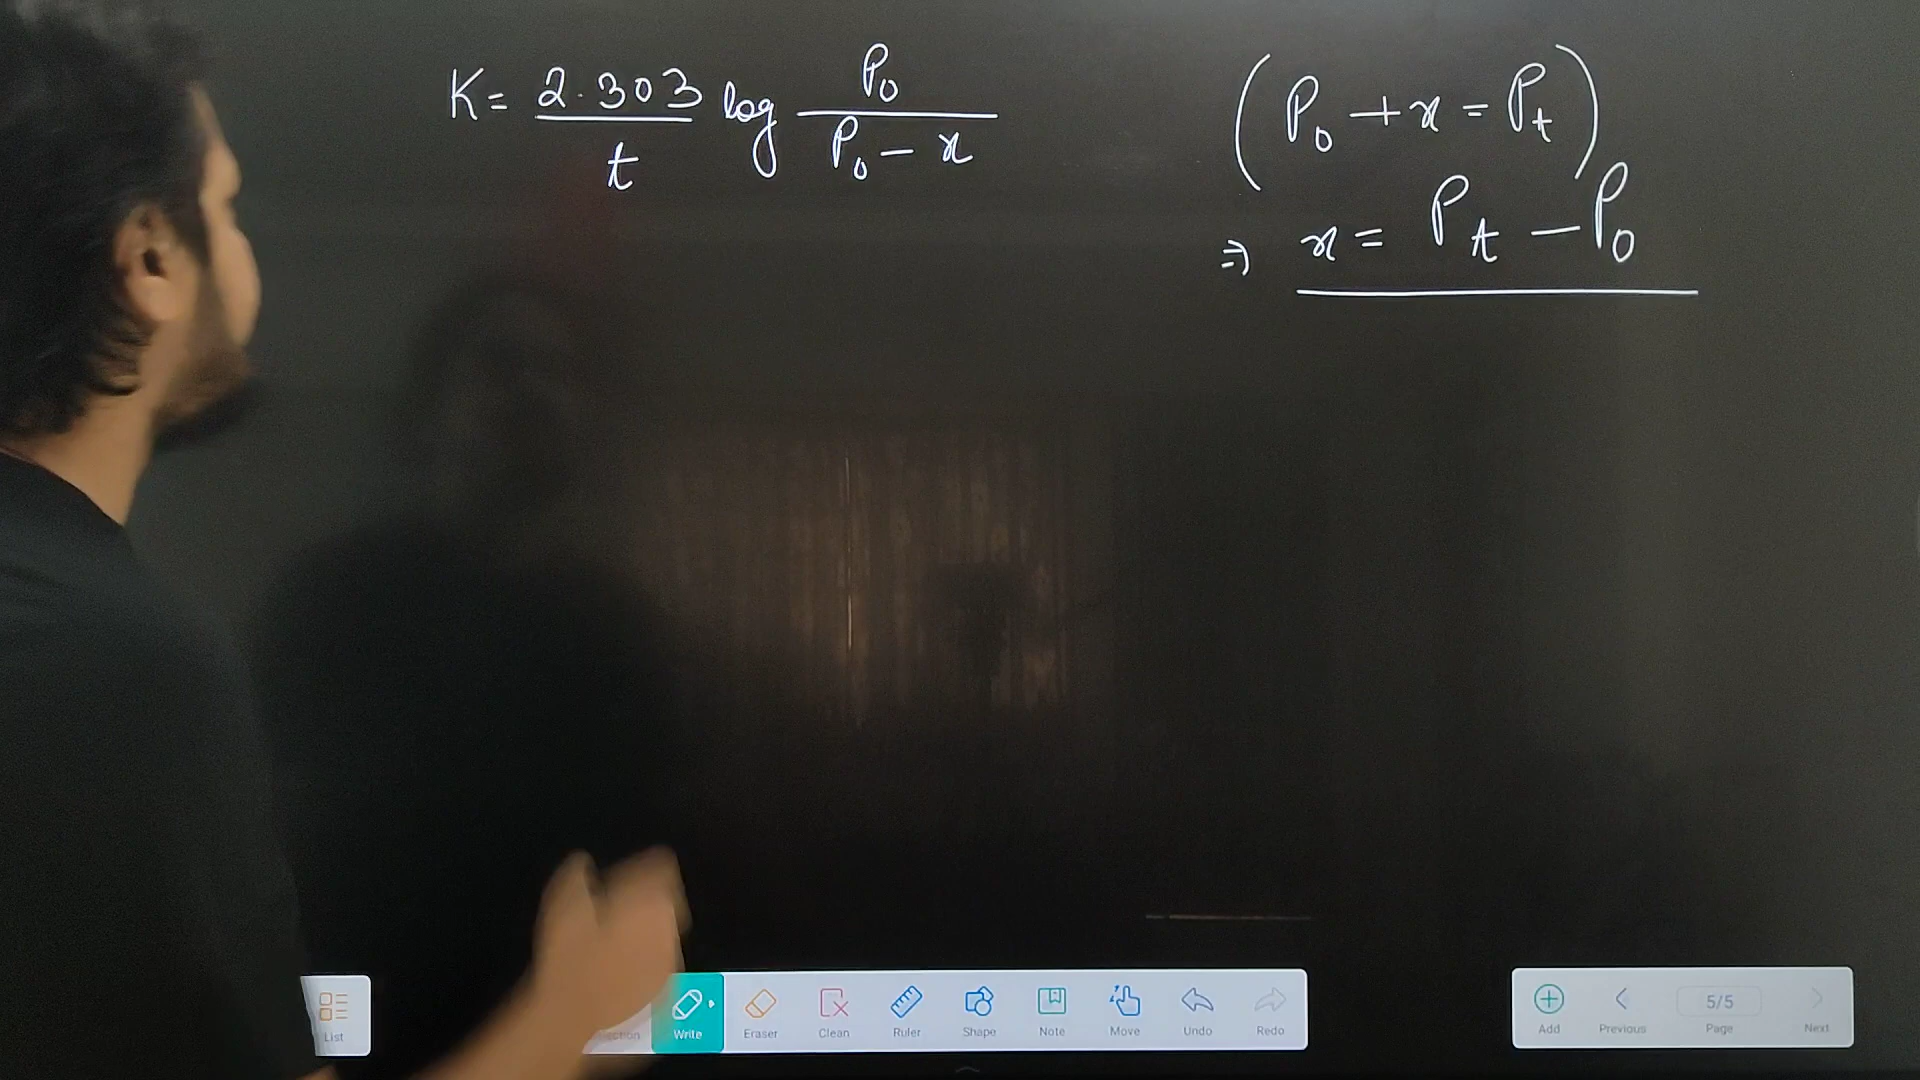 K = 2.303/t log P₀/(P₀ - x)
(P₀ + x = Pt)
⇒ x = Pt - P₀
List
Write
Eraser
Clean
Ruler
Shape
Note
Move
Undo
Redo
Add
Previous
5/5
Page
Next